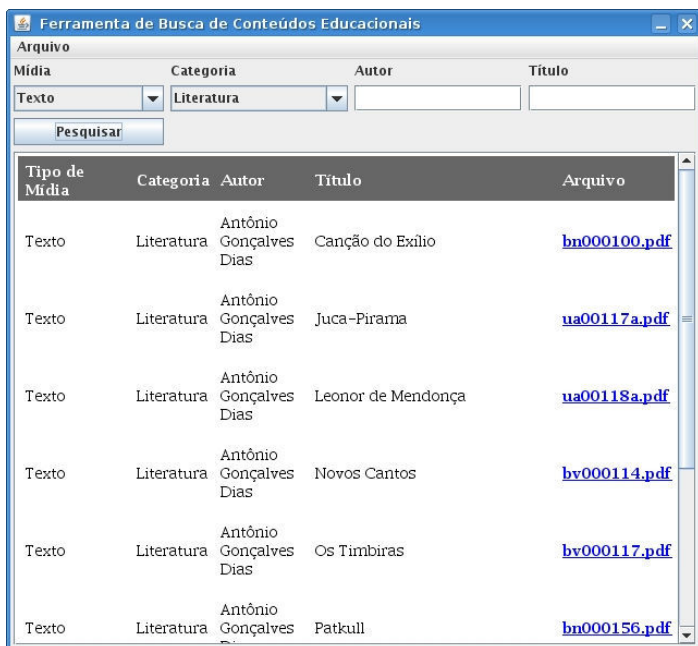 Ferramenta de Busca de Conteúdos Educacionais
Arquivo
Mídia Categoria Autor Título
Texto Literatura
Pesquisar
Tipo de
Mídia Categoria Autor Título Arquivo
Antônio
Texto Literatura Gonçalves Canção do Exílio bn000100.pdf
Dias
Antônio
Texto Literatura Gonçalves Juca-Pirama ua00117a.pdf
Dias
Antônio
Texto Literatura Gonçalves Leonor de Mendonça ua00118a.pdf
Dias
Antônio
Texto Literatura Gonçalves Novos Cantos bv000114.pdf
Dias
Antônio
Texto Literatura Gonçalves Os Timbiras bv000117.pdf
Dias
Antônio
Texto Literatura Gonçalves Patkull bn000156.pdf